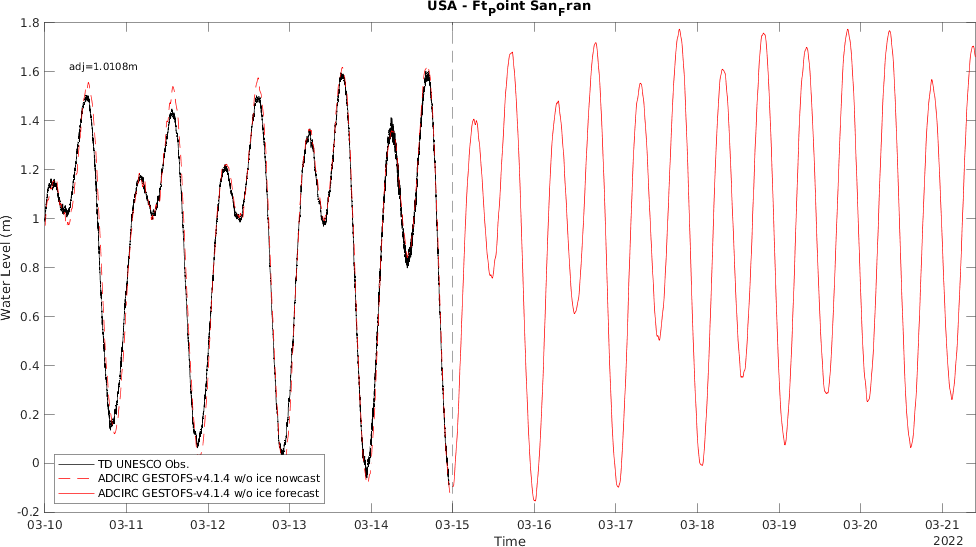 USA - Ft_Point San_Fran
adj=1.0108m
1.8
1.6
1.4
1.2
1
0.8
0.6
0.4
0.2
0
-0.2
Water Level (m)
TD UNESCO Obs.
ADCIRC GESTOFS-v4.1.4 w/o ice nowcast
ADCIRC GESTOFS-v4.1.4 w/o ice forecast
03-10 03-11 03-12 03-13 03-14 03-15 03-16 03-17 03-18 03-19 03-20 03-21
Time
2022